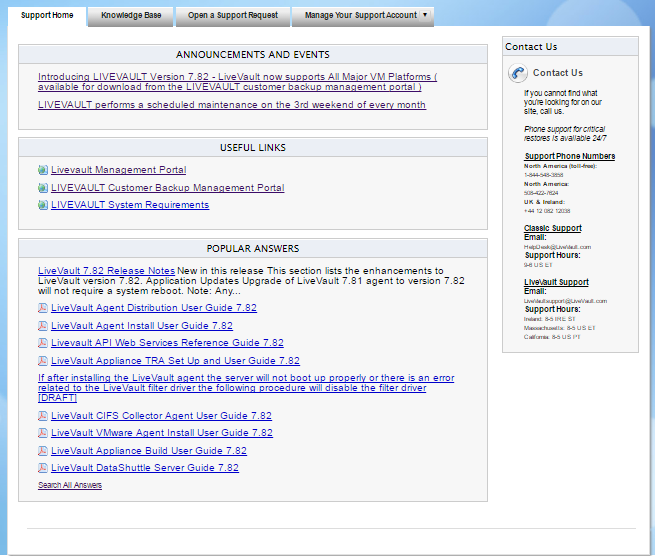 Support Home
Knowledge Base
Open a Support Request
Manage Your Support Account
ANNOUNCEMENTS AND EVENTS
Introducing LIVEVAULT Version 7.82 - LiveVault now supports All Major VM Platforms (
available for download from the LIVEVAULT customer backup management portal )
LIVEVAULT performs a scheduled maintenance on the 3rd weekend of every month
USEFUL LINKS
Livevault Management Portal
LIVEVAULT Customer Backup Management Portal
LIVEVAULT System Requirements
POPULAR ANSWERS
LiveVault 7.82 Release Notes New in this release This section lists the enhancements to
LiveVault version 7.82. Application Updates Upgrade of LiveVault 7.81 agent to version 7.82
will not require a system reboot. Note: Any...
LiveVault Agent Distribution User Guide 7.82
LiveVault Agent Install User Guide 7.82
Livevault API Web Services Reference Guide 7.82
LiveVault Appliance TRA Set Up and User Guide 7.82
If after installing the LiveVault agent the server will not boot up properly or there is an error
related to the LiveVault filter driver the following procedure will disable the filter driver
[DRAFT]
LiveVault CIFS Collector Agent User Guide 7.82
LiveVault VMware Agent Install User Guide 7.82
LiveVault Appliance Build User Guide 7.82
LiveVault DataShuttle Server Guide 7.82
Search All Answers
Contact Us
Contact Us
If you cannot find what
you're looking for on our
site, call us.
Phone support for critical
restores is available 24/7
Support Phone Numbers
North America (toll-free):
1-844-548-3858
North America:
508-422-7624
UK & Ireland:
+44 12 082 12038
Classic Support
Email:
HelpDesk@LiveVault.com
Support Hours:
9-8 US ET
LiveVault Support
Email:
LiveVaultsupport@LiveVault.com
Support Hours:
Ireland: 8-5 IRE ST
Massachusetts: 8-5 US ET
California: 8-5 US PT